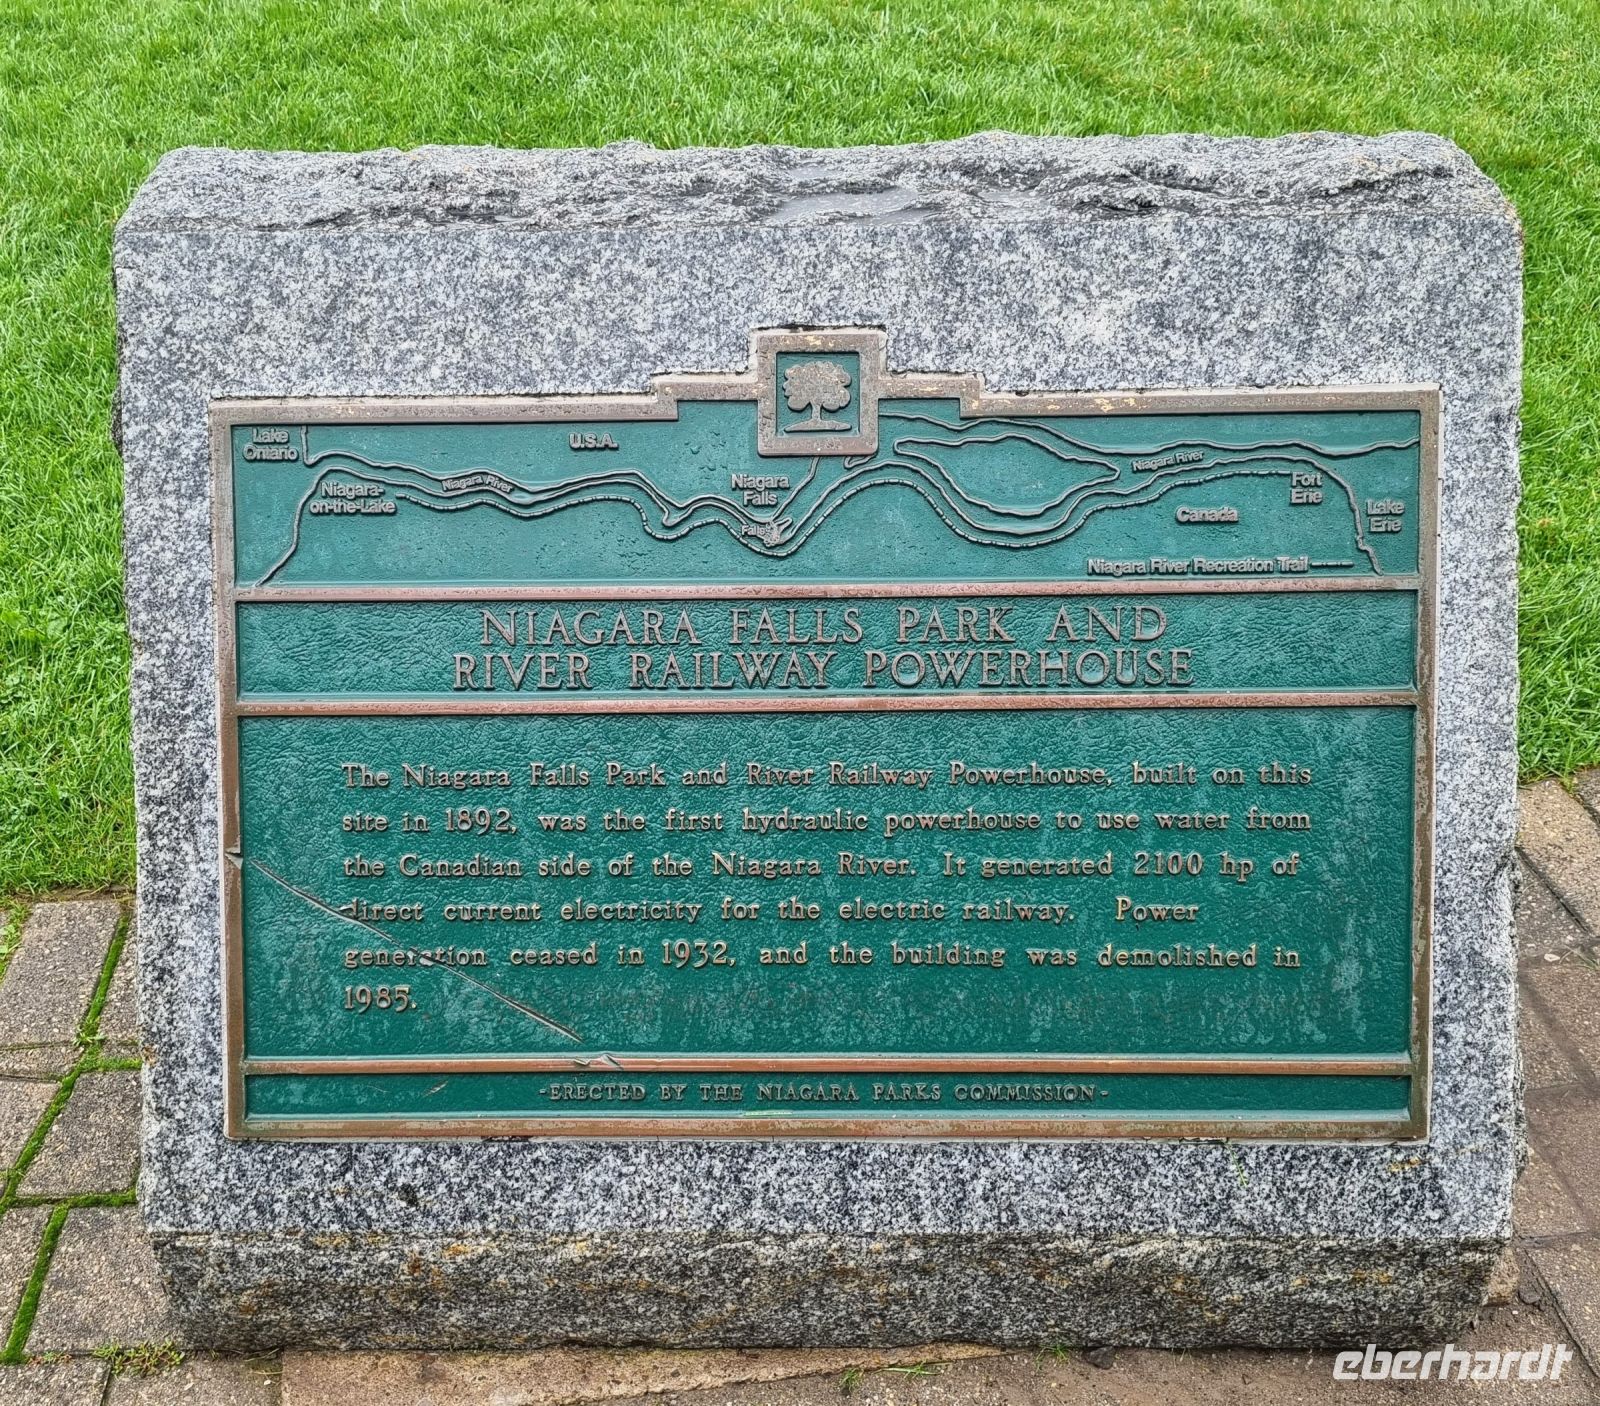 Lake
Ontario
U.S.A.
Niagara River
Niagara-
on-the-Lake
Niagara
Falls
Falls
Niagara River
Fort
Erie
Lake
Erie
Canada
Niagara River Recreation Trail
NIAGARA FALLS PARK AND
RIVER RAILWAY POWERHOUSE
The Niagara Falls Park and River Railway Powerhouse, built on this
site in 1892, was the first hydraulic powerhouse to use water from
the Canadian side of the Niagara River. It generated 2100 hp of
direct current electricity for the electric railway. Power
generation ceased in 1932, and the building was demolished in
1985.
-ERECTED BY THE NIAGARA PARKS COMMISSION-
eberhardt